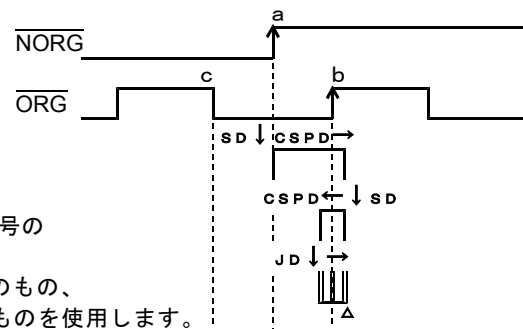 a
NORG
c
b
ORG
SD↓ CSPD→
CSPD← ↓SD
号の
JD↓ →
のもの、
ものを使用します。